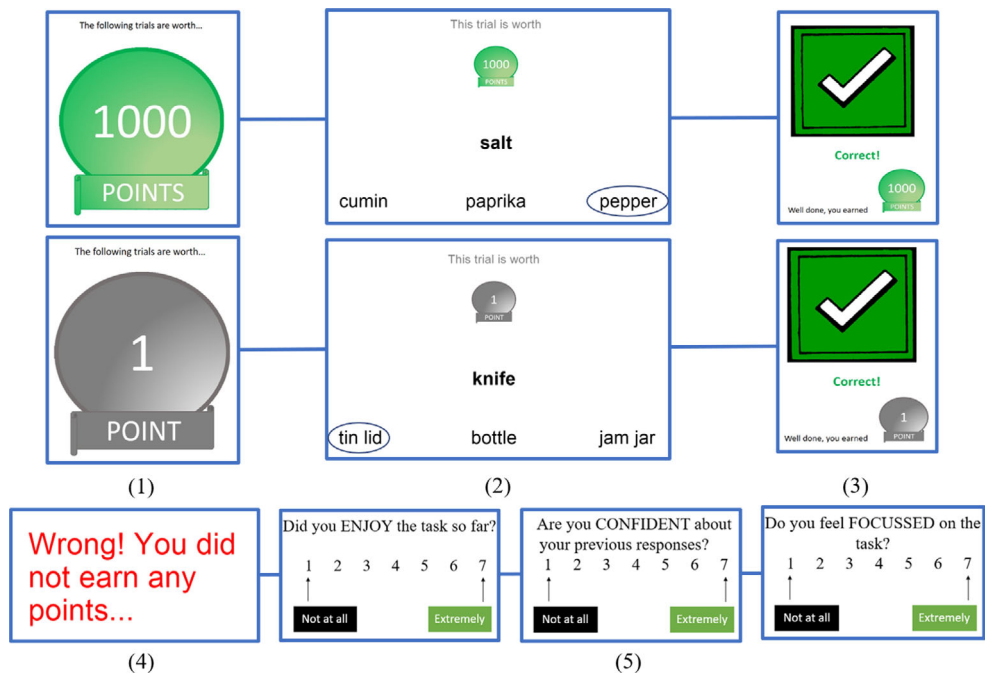 The following trials are worth...
1000
POINTS
This trial is worth
1000
POINTS
salt
cumin paprika pepper
Correct!
1000
POINTS
Well done, you earned
The following trials are worth...
1
POINT
This trial is worth
1
POINT
knife
tin lid bottle jam jar
Correct!
1
POINT
Well done, you earned
(1) (2) (3)
Wrong! You did
not earn any
points...
Did you ENJOY the task so far?
1 2 3 4 5 6 7
Not at all Extremely
Are you CONFIDENT about
your previous responses?
1 2 3 4 5 6 7
Not at all Extremely
Do you feel FOCUSSED on the
task?
1 2 3 4 5 6 7
Not at all Extremely
(4) (5)